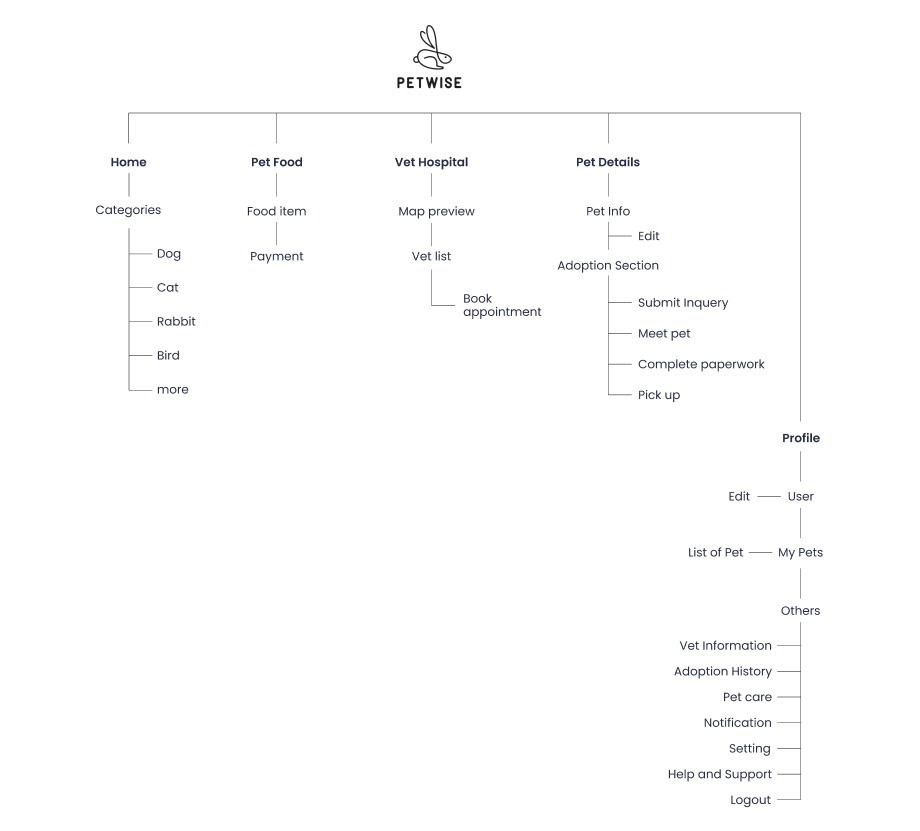 PETWISE
Home
Pet Food
Vet Hospital
Pet Details
Categories
Food item
Map preview
Pet Info
Edit
Dog
Payment
Vet list
Adoption Section
Cat
Book
appointment
Submit Inquery
Rabbit
Meet pet
Bird
Complete paperwork
more
Pick up
Profile
Edit
User
List of Pet
My Pets
Others
Vet Information
Adoption History
Pet care
Notification
Setting
Help and Support
Logout